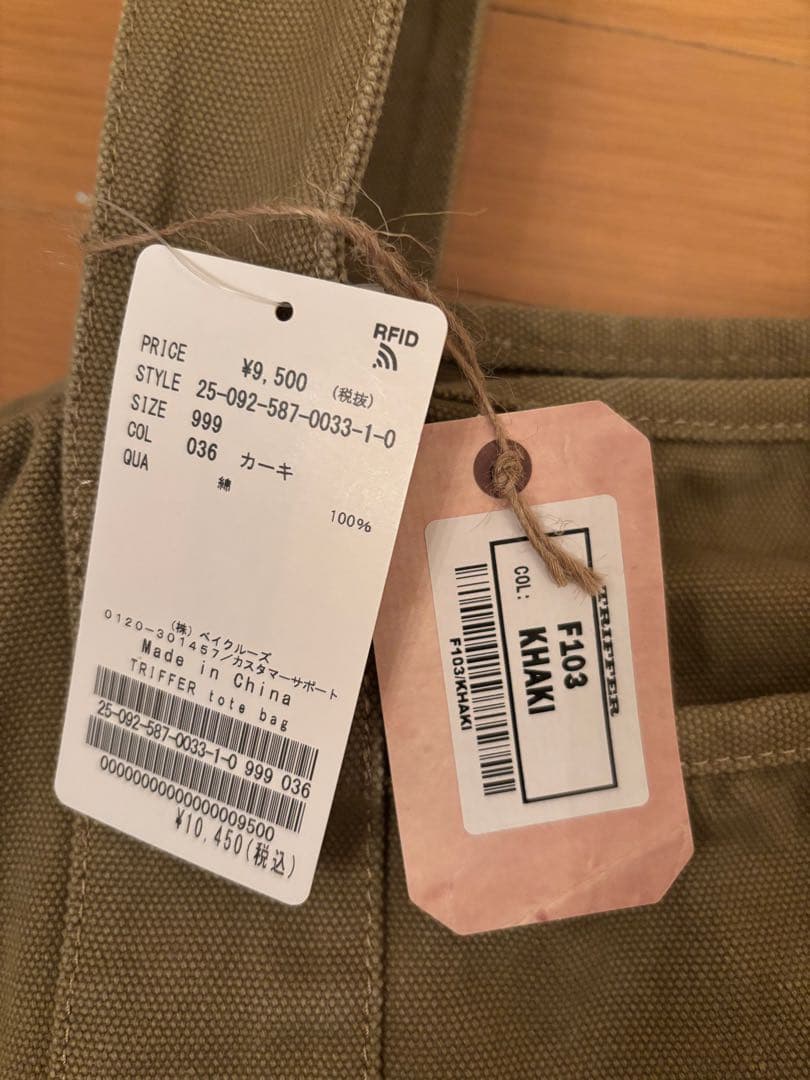 RFID
PRICE ¥9,500 (税抜)
STYLE 25-092-587-0033-1-0
SIZE 999
COL 036 カーキ
QUA 綿 100%
(株) ベイクルーズ
0120-301457/カスタマーサポート
Made in China
TRIFFER tote bag
25-092-587-0033-1-0 999 036
0000000000000009500
¥10,450(税込)
TRIFFER
COL:
F103
KHAKI
F103/KHAKI